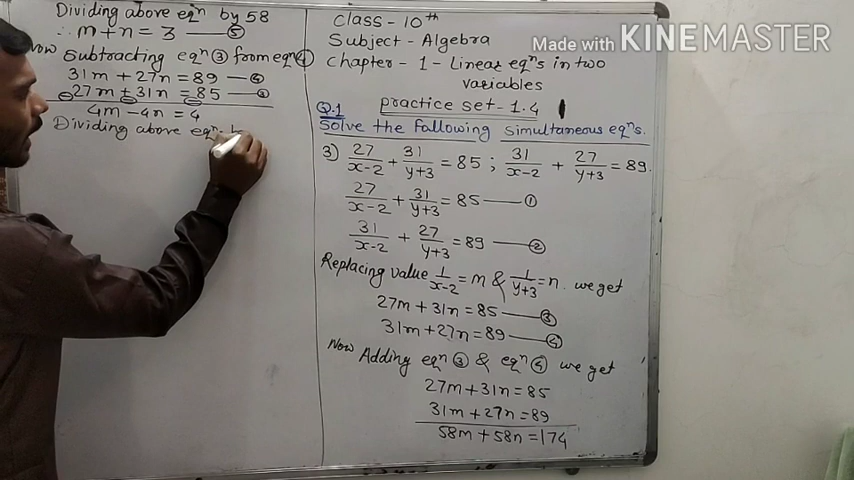 Dividing above eqⁿ by 58
∴ m + n = 3 — ⑤
Now Subtracting eqⁿ ③ from eqⁿ ④
31m + 27n = 89 — ④
27m ± 31n = 85 — ③
⊖ ⊖ ⊖
4m − 4n = 4
Dividing above eqⁿ b
class - 10th
Subject - Algebra
chapter - 1 - Linear eqⁿs in two
variables
practice set - 1.4
Q.1
Solve the following simultaneous eqⁿs.
3) 27/(x-2) + 31/(y+3) = 85 ; 31/(x-2) + 27/(y+3) = 89.
27/(x-2) + 31/(y+3) = 85 — ①
31/(x-2) + 27/(y+3) = 89 — ②
Replacing value 1/(x-2) = m & 1/(y+3) = n. we get
27m + 31n = 85 — ③
31m + 27n = 89 — ④
Now Adding eqⁿ ③ & eqⁿ ④ we get
27m + 31n = 85
31m + 27n = 89
58m + 58n = 174
Made with KINEMASTER